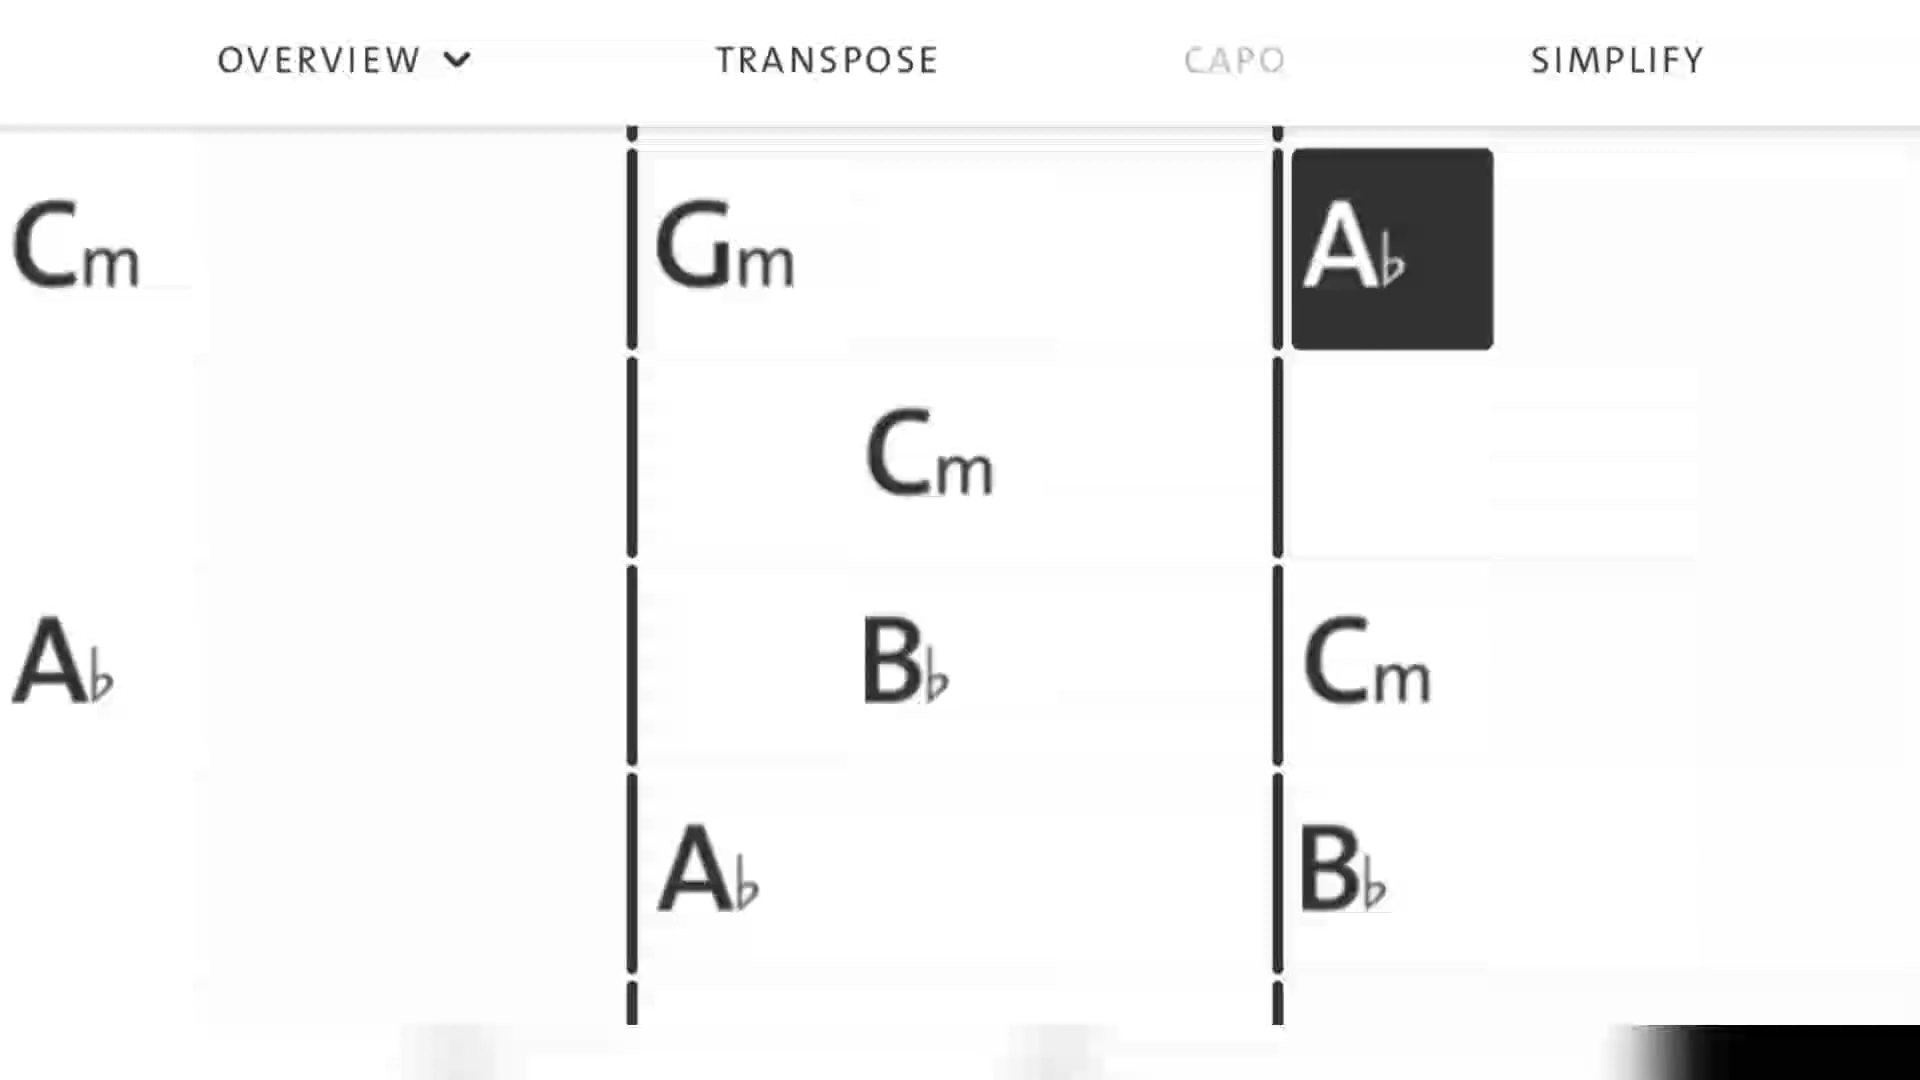 OVERVIEW TRANSPOSE CAPO SIMPLIFY
Cm Gm A♭
Cm
A♭ B♭ Cm
A♭ B♭